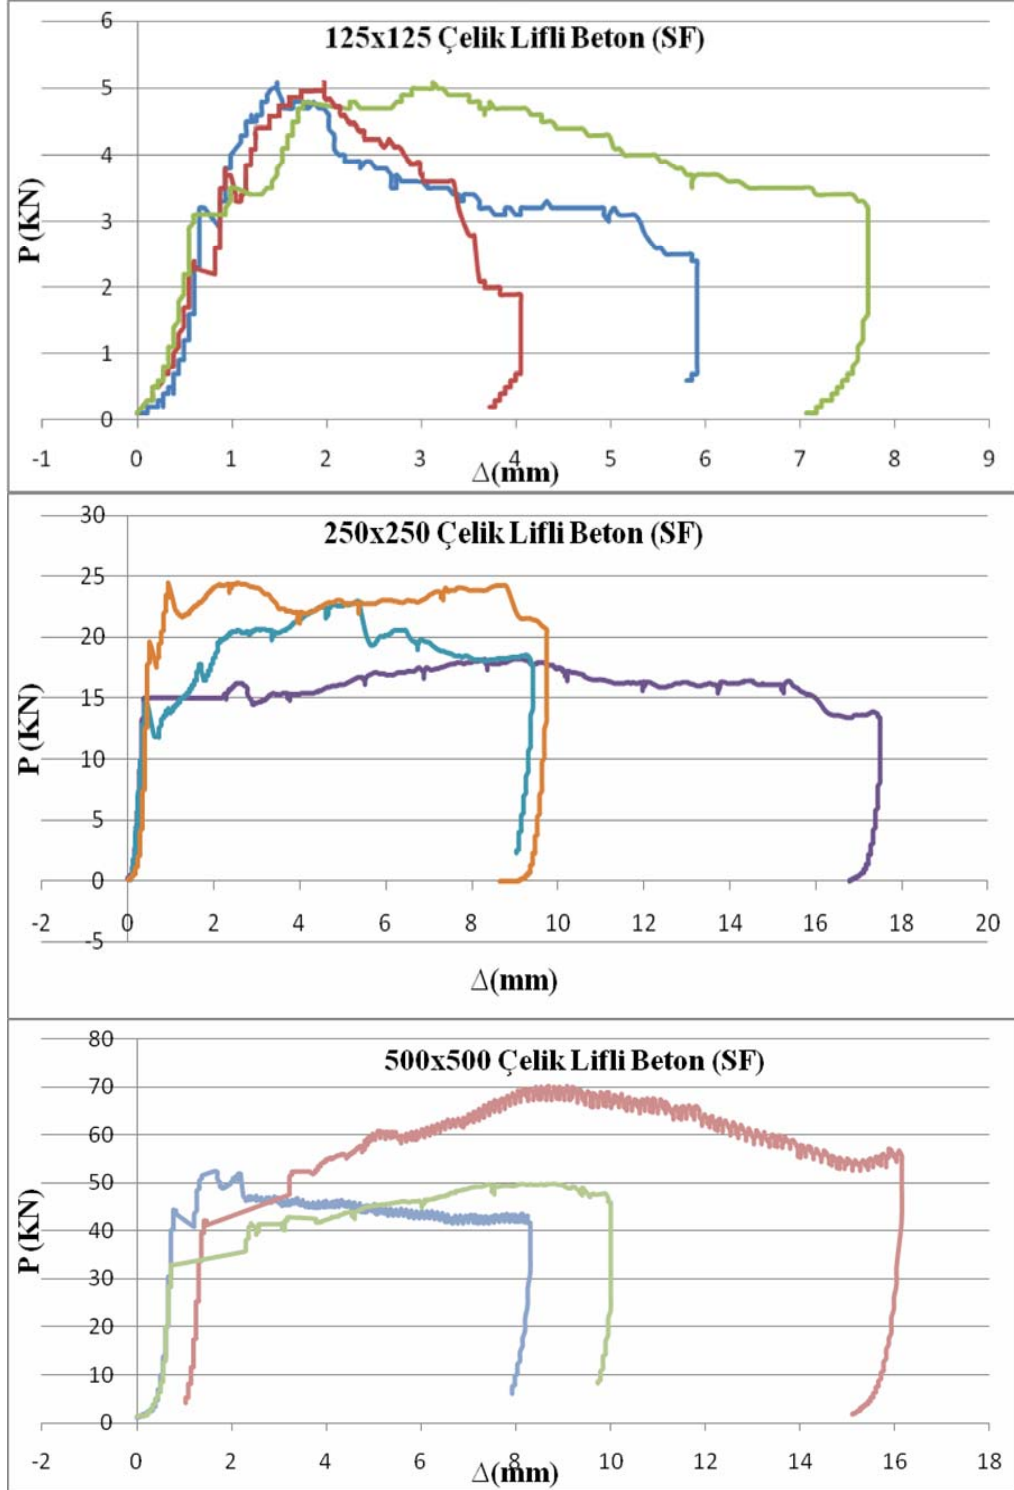 125x125 Çelik Lifli Beton (SF)
6
5
4
3
2
1
0
P (KN)
-1 0 1 2 3 4 5 6 7 8 9
Δ(mm)
250x250 Çelik Lifli Beton (SF)
30
25
20
15
10
5
0
-5
P (KN)
-2 0 2 4 6 8 10 12 14 16 18 20
Δ(mm)
500x500 Çelik Lifli Beton (SF)
80
70
60
50
40
30
20
10
0
P (KN)
-2 0 2 4 6 8 10 12 14 16 18
Δ(mm)